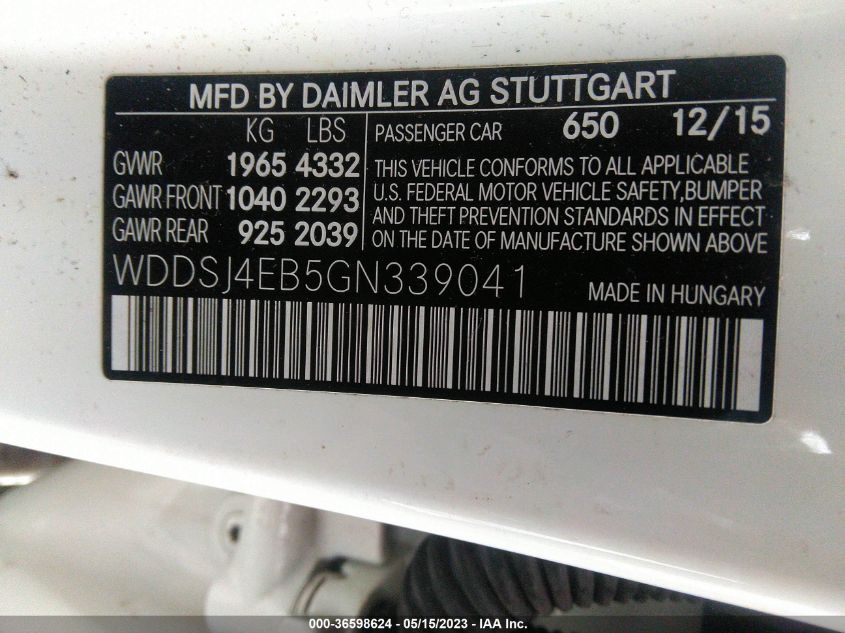 MFD BY DAIMLER AG STUTTGART
KG LBS
GVWR 1965 4332
GAWR FRONT 1040 2293
GAWR REAR 925 2039
PASSENGER CAR 650 12/15
THIS VEHICLE CONFORMS TO ALL APPLICABLE
U.S. FEDERAL MOTOR VEHICLE SAFETY,BUMPER
AND THEFT PREVENTION STANDARDS IN EFFECT
ON THE DATE OF MANUFACTURE SHOWN ABOVE
WDDSJ4EB5GN339041
MADE IN HUNGARY
000-36598624 - 05/15/2023 - IAA Inc.